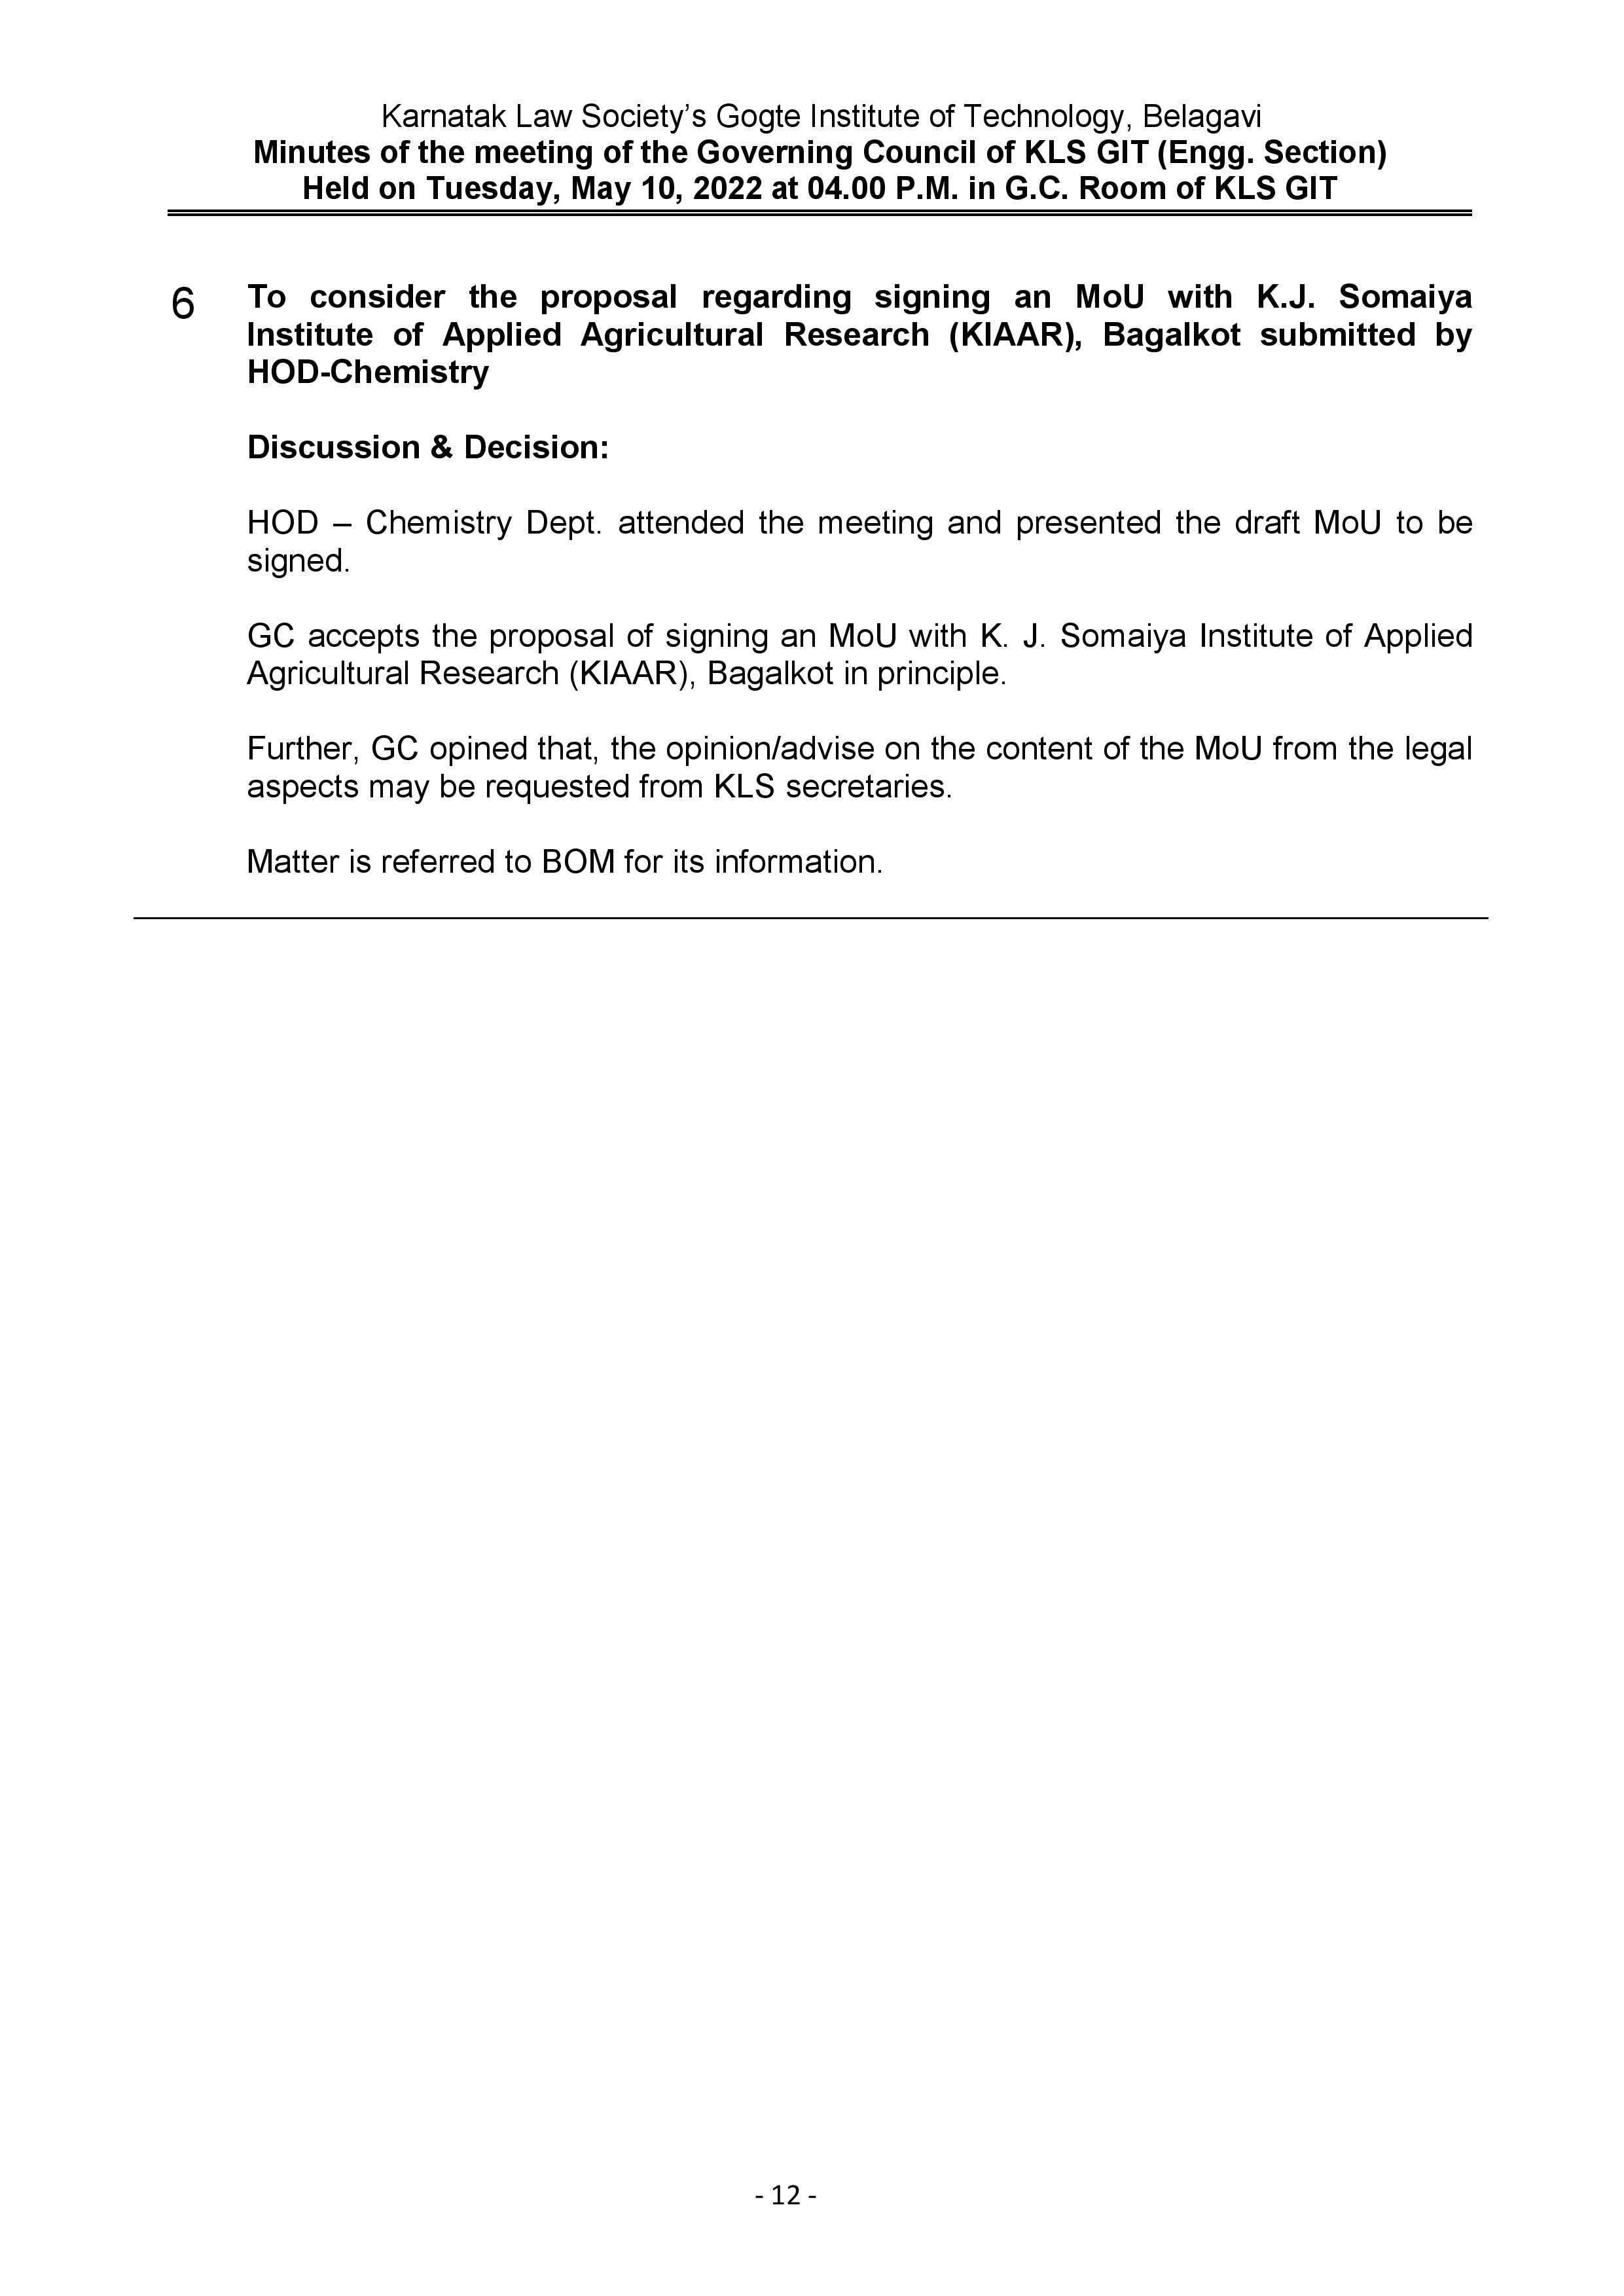 Karnatak Law Society’s Gogte Institute of Technology, Belagavi
Minutes of the meeting of the Governing Council of KLS GIT (Engg. Section)
Held on Tuesday, May 10, 2022 at 04.00 P.M. in G.C. Room of KLS GIT
6 To consider the proposal regarding signing an MoU with K.J. Somaiya
Institute of Applied Agricultural Research (KIAAR), Bagalkot submitted by
HOD-Chemistry
Discussion & Decision:
HOD – Chemistry Dept. attended the meeting and presented the draft MoU to be
signed.
GC accepts the proposal of signing an MoU with K. J. Somaiya Institute of Applied
Agricultural Research (KIAAR), Bagalkot in principle.
Further, GC opined that, the opinion/advise on the content of the MoU from the legal
aspects may be requested from KLS secretaries.
Matter is referred to BOM for its information.
- 12 -